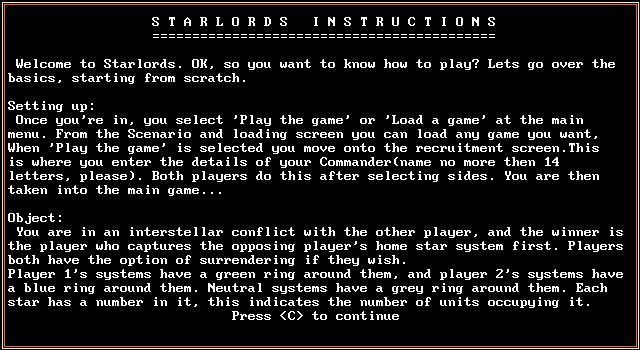 S T A R L O R D S   I N S T R U C T I O N S
===========================================
Welcome to Starlords. OK, so you want to know how to play? Lets go over the
basics, starting from scratch.
Setting up:
Once you're in, you select 'Play the game' or 'Load a game' at the main
menu. From the Scenario and loading screen you can load any game you want,
When 'Play the game' is selected you move onto the recruitment screen.This
is where you enter the details of your Commander(name no more then 14
letters, please). Both players do this after selecting sides. You are then
taken into the main game...
Object:
You are in an interstellar conflict with the other player, and the winner is
the player who captures the opposing player's home star system first. Players
both have the option of surrendering if they wish.
Player 1's systems have a green ring around them, and player 2's systems have
a blue ring around them. Neutral systems have a grey ring around them. Each
star has a number in it, this indicates the number of units occupying it.
Press <C> to continue